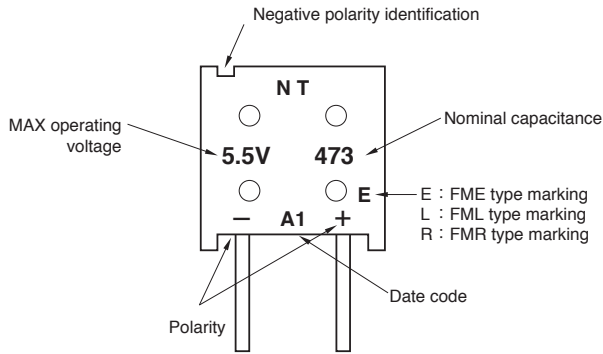 Negative polarity identification
N T
MAX operating
voltage
5.5V
473
Nominal capacitance
E
E : FME type marking
L : FML type marking
R : FMR type marking
− A1 +
Date code
Polarity